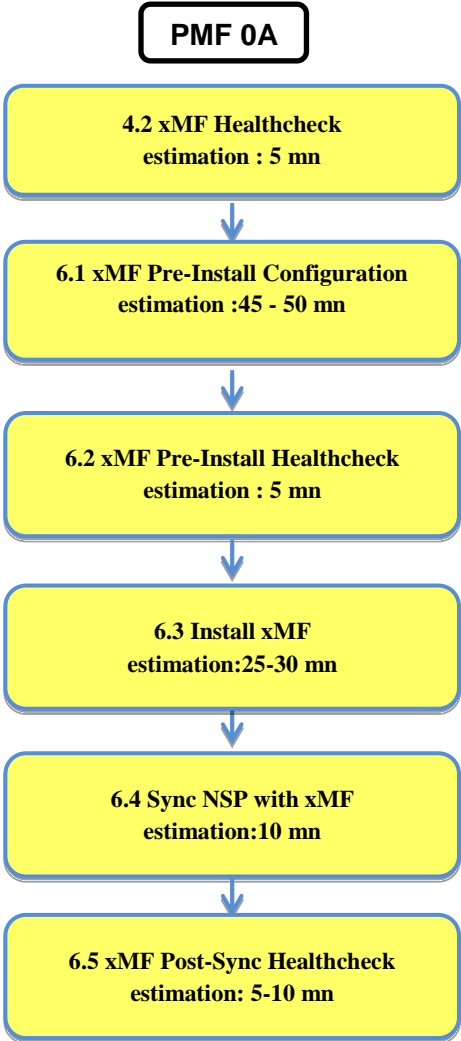 PMF 0A
4.2 xMF Healthcheck
estimation : 5 mn
6.1 xMF Pre-Install Configuration
estimation :45 - 50 mn
6.2 xMF Pre-Install Healthcheck
estimation : 5 mn
6.3 Install xMF
estimation:25-30 mn
6.4 Sync NSP with xMF
estimation:10 mn
6.5 xMF Post-Sync Healthcheck
estimation: 5-10 mn